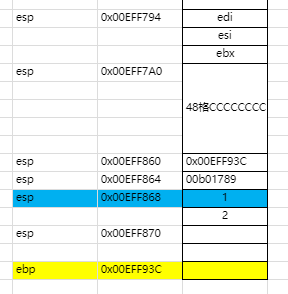 esp 0x00EFF794 edi
esi
ebx
esp 0x00EFF7A0
48格CCCCCCCC
esp 0x00EFF860 0x00EFF93C
esp 0x00EFF864 00b01789
esp 0x00EFF868 1
2
esp 0x00EFF870
ebp 0x00EFF93C